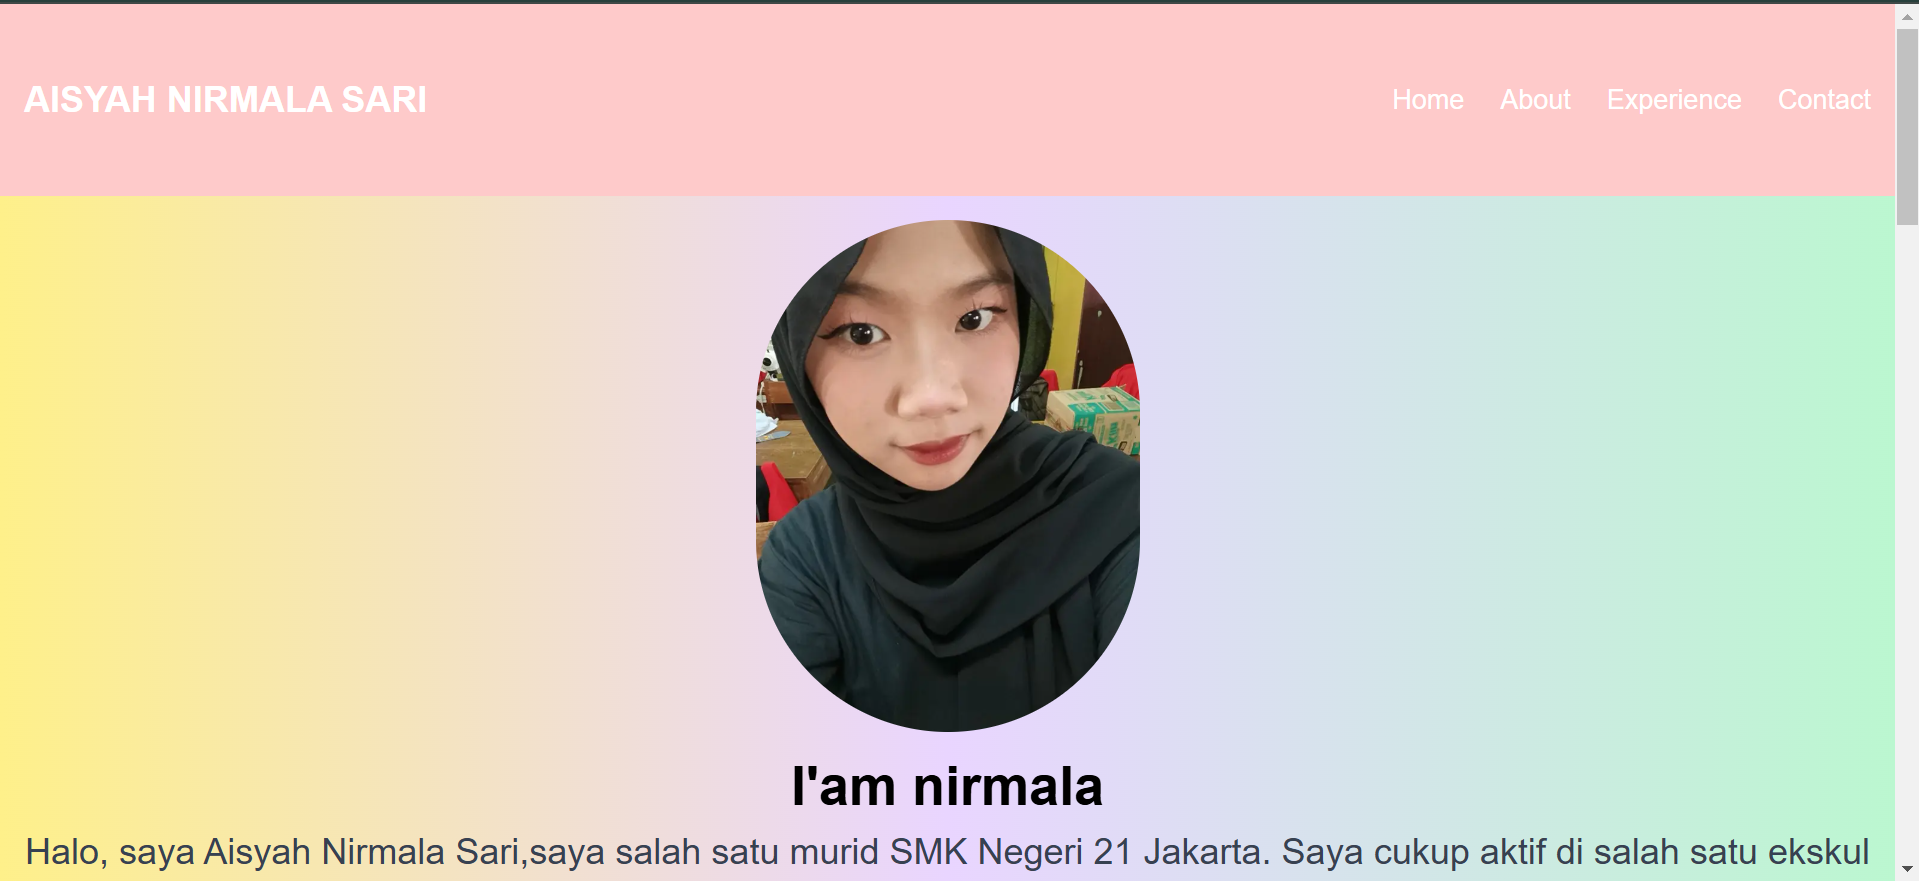 AISYAH NIRMALA SARI
Home About Experience Contact
I'am nirmala
Halo, saya Aisyah Nirmala Sari,saya salah satu murid SMK Negeri 21 Jakarta. Saya cukup aktif di salah satu ekskul